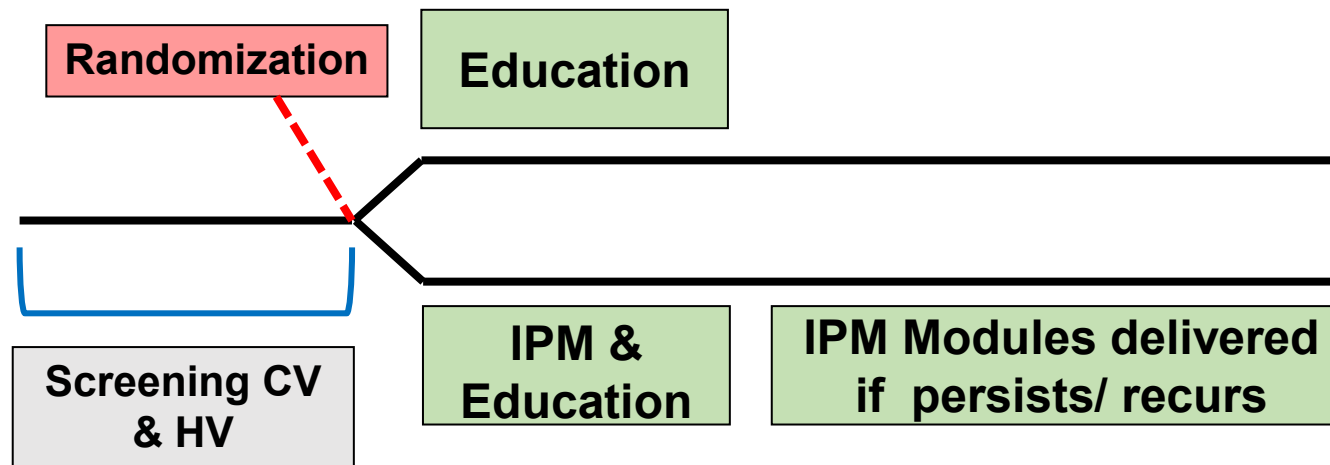 Randomization
Education
IPM &
Education
IPM Modules delivered
if  persists/ recurs
Screening CV
& HV